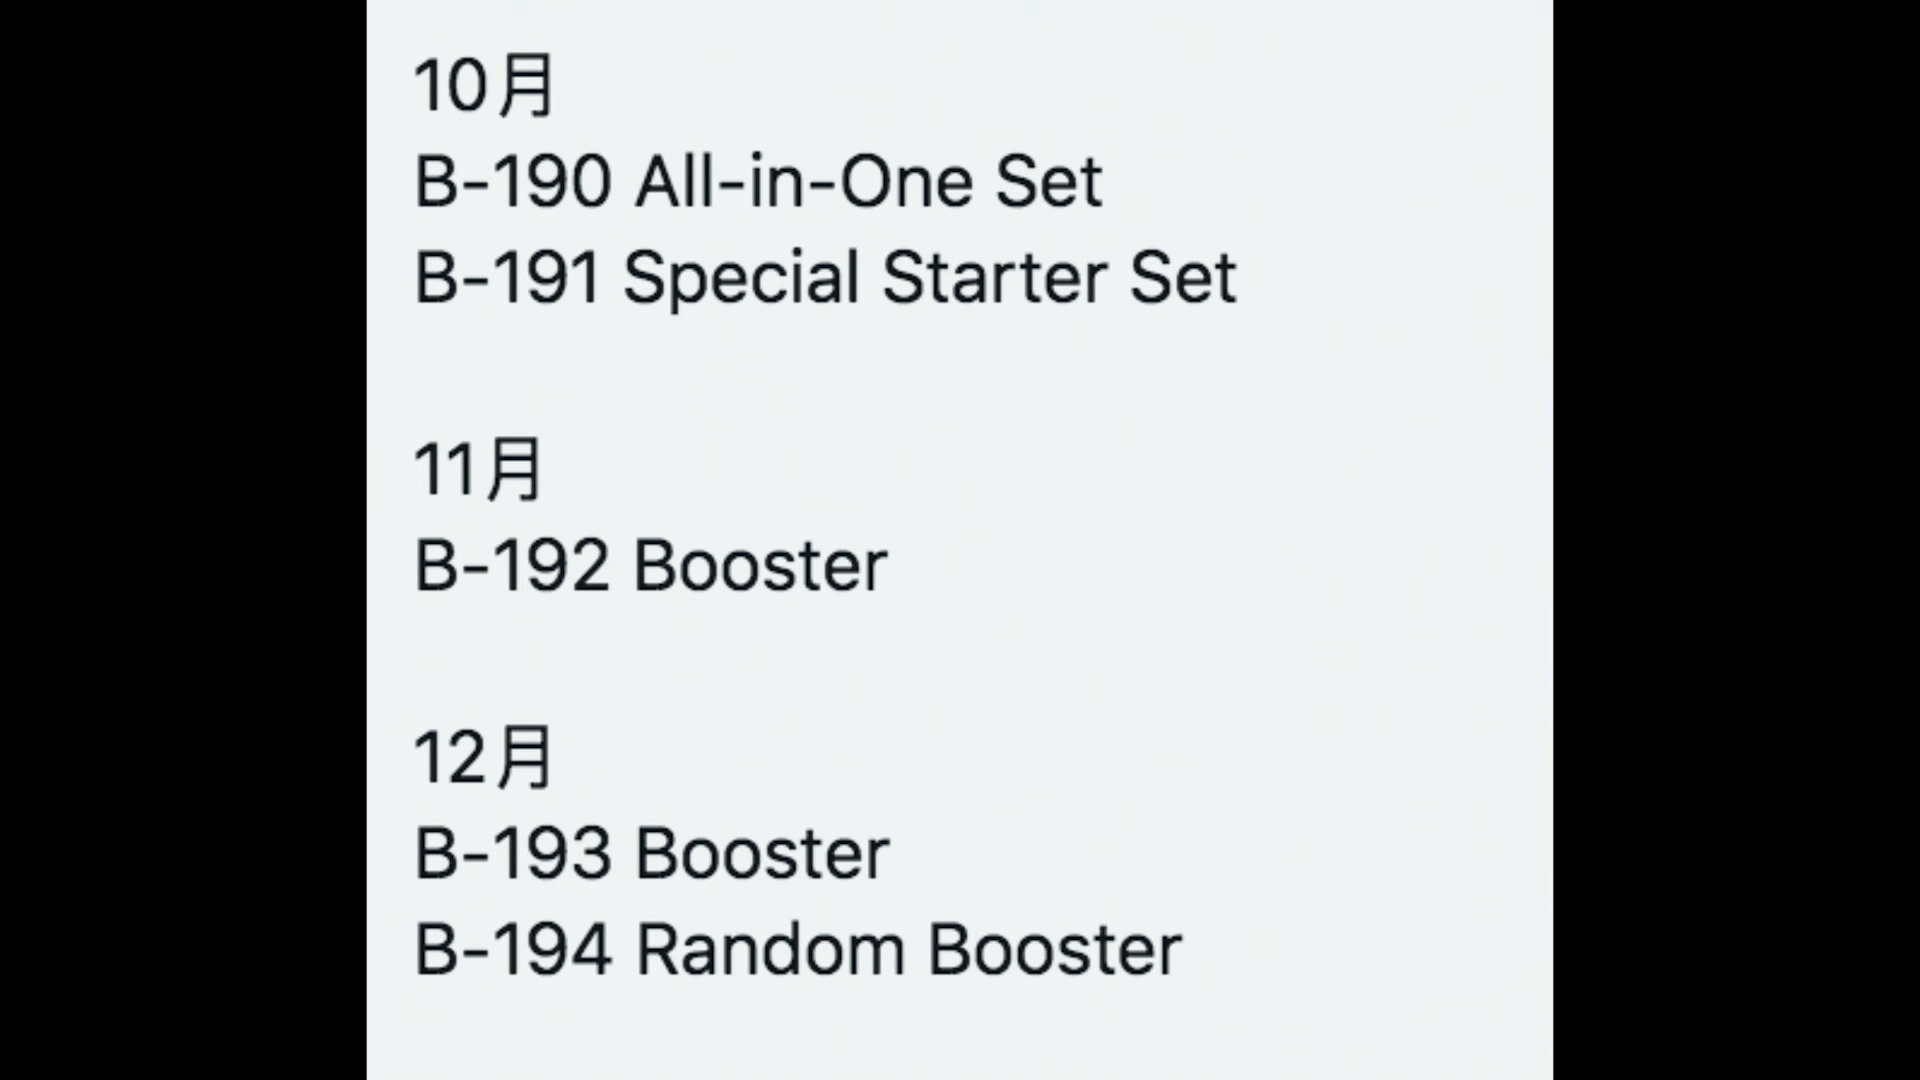 10月
B-190 All-in-One Set
B-191 Special Starter Set
11月
B-192 Booster
12月
B-193 Booster
B-194 Random Booster